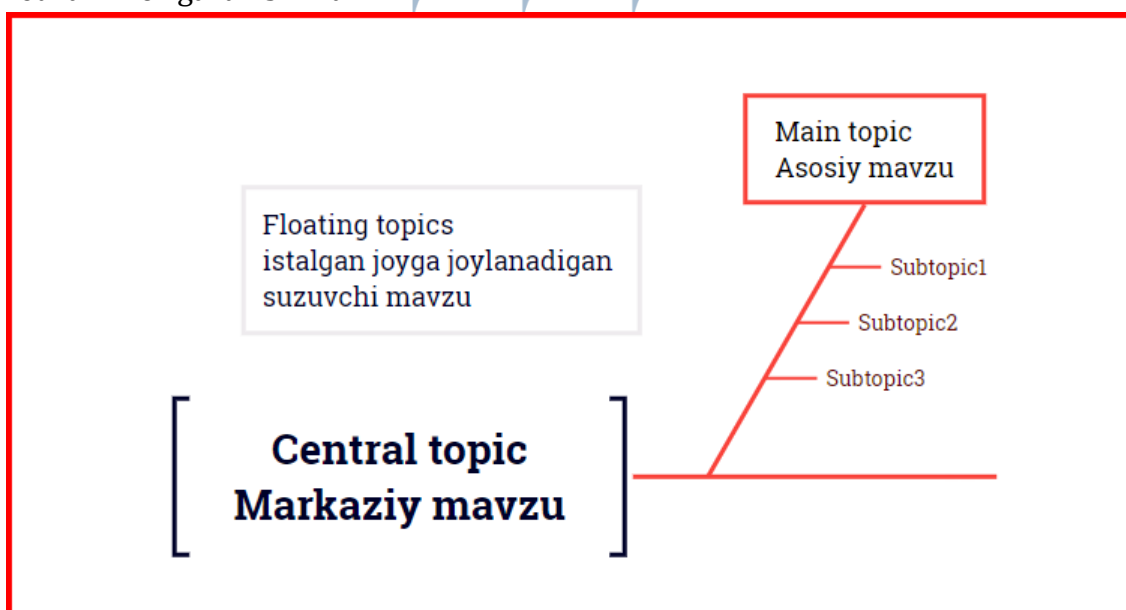 Main topic
Asosiy mavzu
Floating topics
istalgan joyga joylanadigan
suzuvchi mavzu
Subtopic1
Subtopic2
Subtopic3
Central topic
Markaziy mavzu